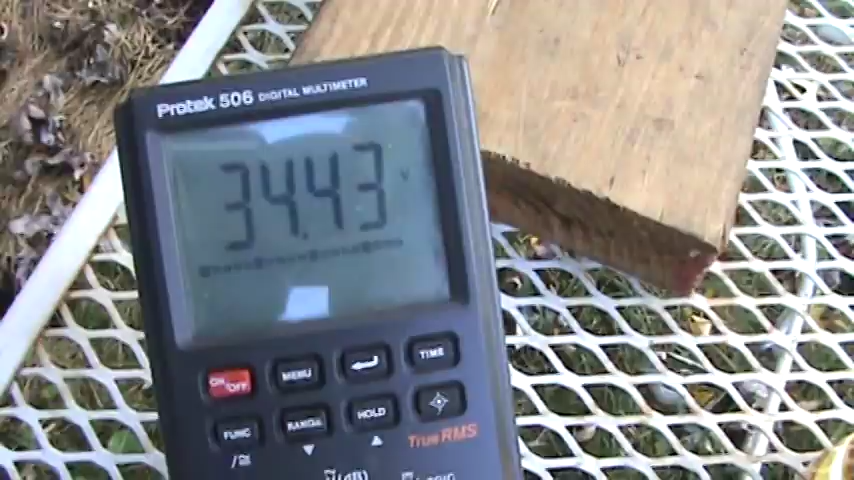 Protek 506 DIGITAL MULTIMETER
34.43 V
ON/OFF MENU TIME
FUNC RANGE HOLD
True RMS